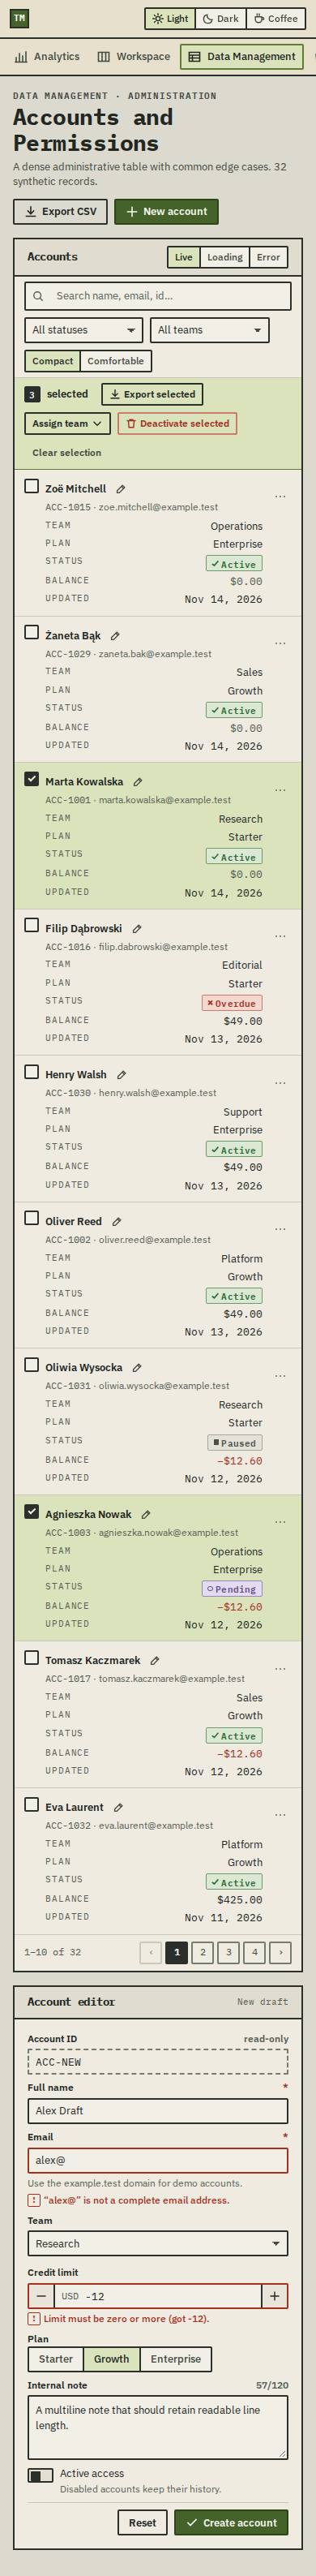 TM Light Dark Coffee
Analytics Workspace Data Management
DATA MANAGEMENT · ADMINISTRATION
Accounts and
Permissions
A dense administrative table with common edge cases. 32
synthetic records.
Export CSV New account
Accounts Live Loading Error
Search name, email, id…
All statuses All teams
Compact Comfortable
3 selected Export selected
Assign team Deactivate selected
Clear selection
Zoë Mitchell …
ACC-1015 · zoe.mitchell@example.test
TEAM Operations
PLAN Enterprise
STATUS Active
BALANCE $0.00
UPDATED Nov 14, 2026
Żaneta Bąk …
ACC-1029 · zaneta.bak@example.test
TEAM Sales
PLAN Growth
STATUS Active
BALANCE $0.00
UPDATED Nov 14, 2026
Marta Kowalska …
ACC-1001 · marta.kowalska@example.test
TEAM Research
PLAN Starter
STATUS Active
BALANCE $0.00
UPDATED Nov 14, 2026
Filip Dąbrowski …
ACC-1016 · filip.dabrowski@example.test
TEAM Editorial
PLAN Starter
STATUS Overdue
BALANCE $49.00
UPDATED Nov 13, 2026
Henry Walsh …
ACC-1030 · henry.walsh@example.test
TEAM Support
PLAN Enterprise
STATUS Active
BALANCE $49.00
UPDATED Nov 13, 2026
Oliver Reed …
ACC-1002 · oliver.reed@example.test
TEAM Platform
PLAN Growth
STATUS Active
BALANCE $49.00
UPDATED Nov 13, 2026
Oliwia Wysocka …
ACC-1031 · oliwia.wysocka@example.test
TEAM Research
PLAN Starter
STATUS Paused
BALANCE −$12.60
UPDATED Nov 12, 2026
Agnieszka Nowak …
ACC-1003 · agnieszka.nowak@example.test
TEAM Operations
PLAN Enterprise
STATUS Pending
BALANCE −$12.60
UPDATED Nov 12, 2026
Tomasz Kaczmarek …
ACC-1017 · tomasz.kaczmarek@example.test
TEAM Sales
PLAN Growth
STATUS Active
BALANCE −$12.60
UPDATED Nov 12, 2026
Eva Laurent …
ACC-1032 · eva.laurent@example.test
TEAM Platform
PLAN Growth
STATUS Active
BALANCE $425.00
UPDATED Nov 11, 2026
1–10 of 32 ‹ 1 2 3 4 ›
Account editor New draft
Account ID read-only
ACC-NEW
Full name *
Alex Draft
Email *
alex@
Use the example.test domain for demo accounts.
! “alex@” is not a complete email address.
Team
Research
Credit limit
− USD -12 +
! Limit must be zero or more (got -12).
Plan
Starter Growth Enterprise
Internal note 57/120
A multiline note that should retain readable line
length.
Active access
Disabled accounts keep their history.
Reset Create account